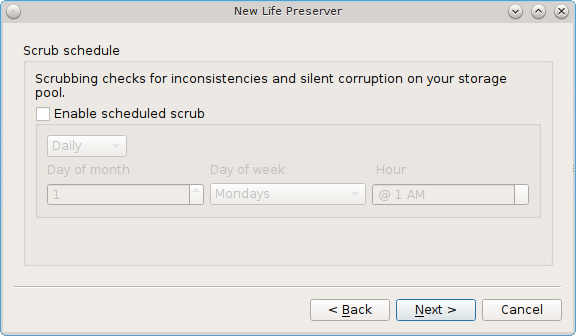 New Life Preserver
Scrub schedule
Scrubbing checks for inconsistencies and silent corruption on your storage
pool.
Enable scheduled scrub
Daily
Day of month Day of week Hour
1 Mondays @ 1 AM
< Back Next > Cancel